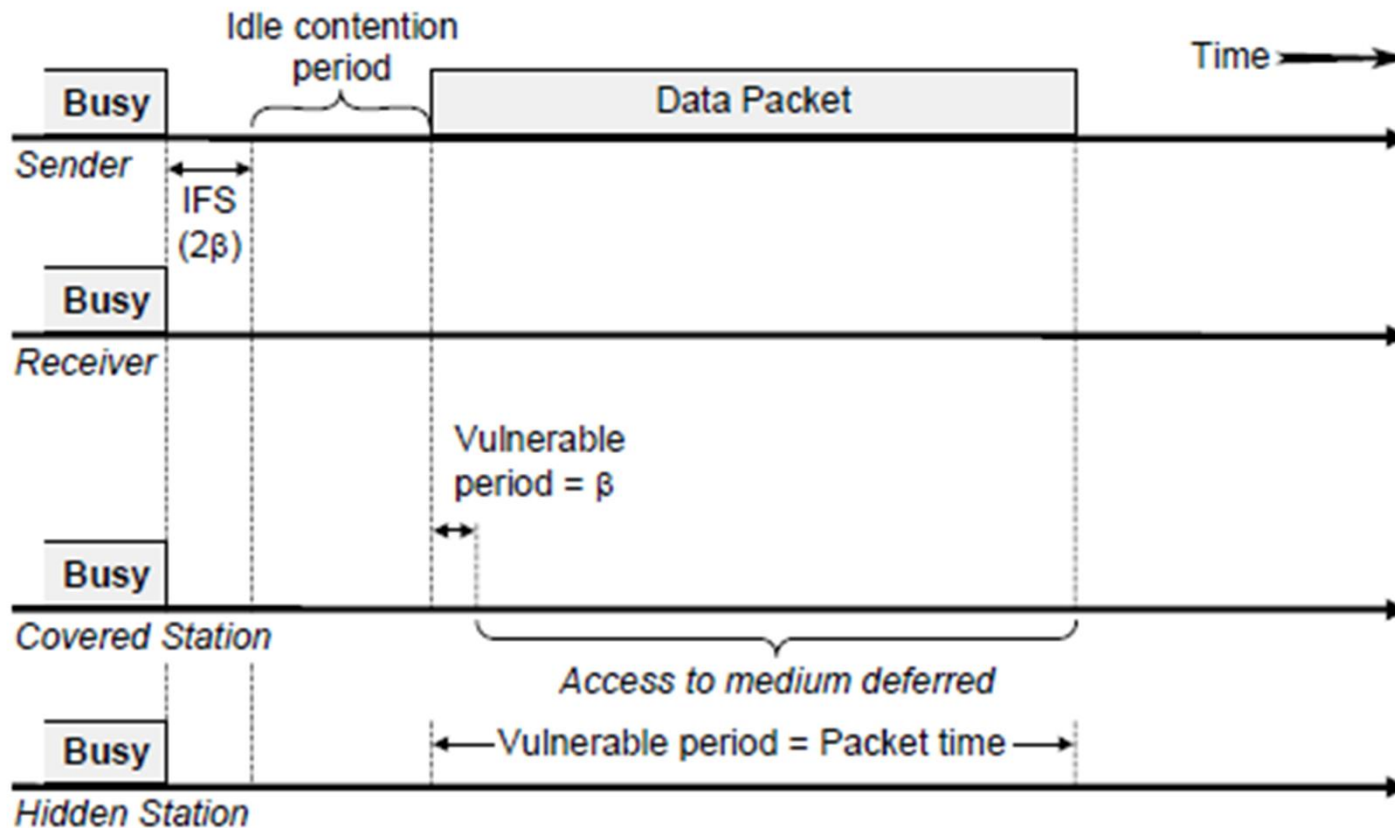 Idle contention
period
Time
Busy
Data Packet
Sender
IFS
(2β)
Busy
Receiver
Vulnerable
period = β
Busy
Covered Station
Access to medium deferred
Busy
Vulnerable period = Packet time
Hidden Station